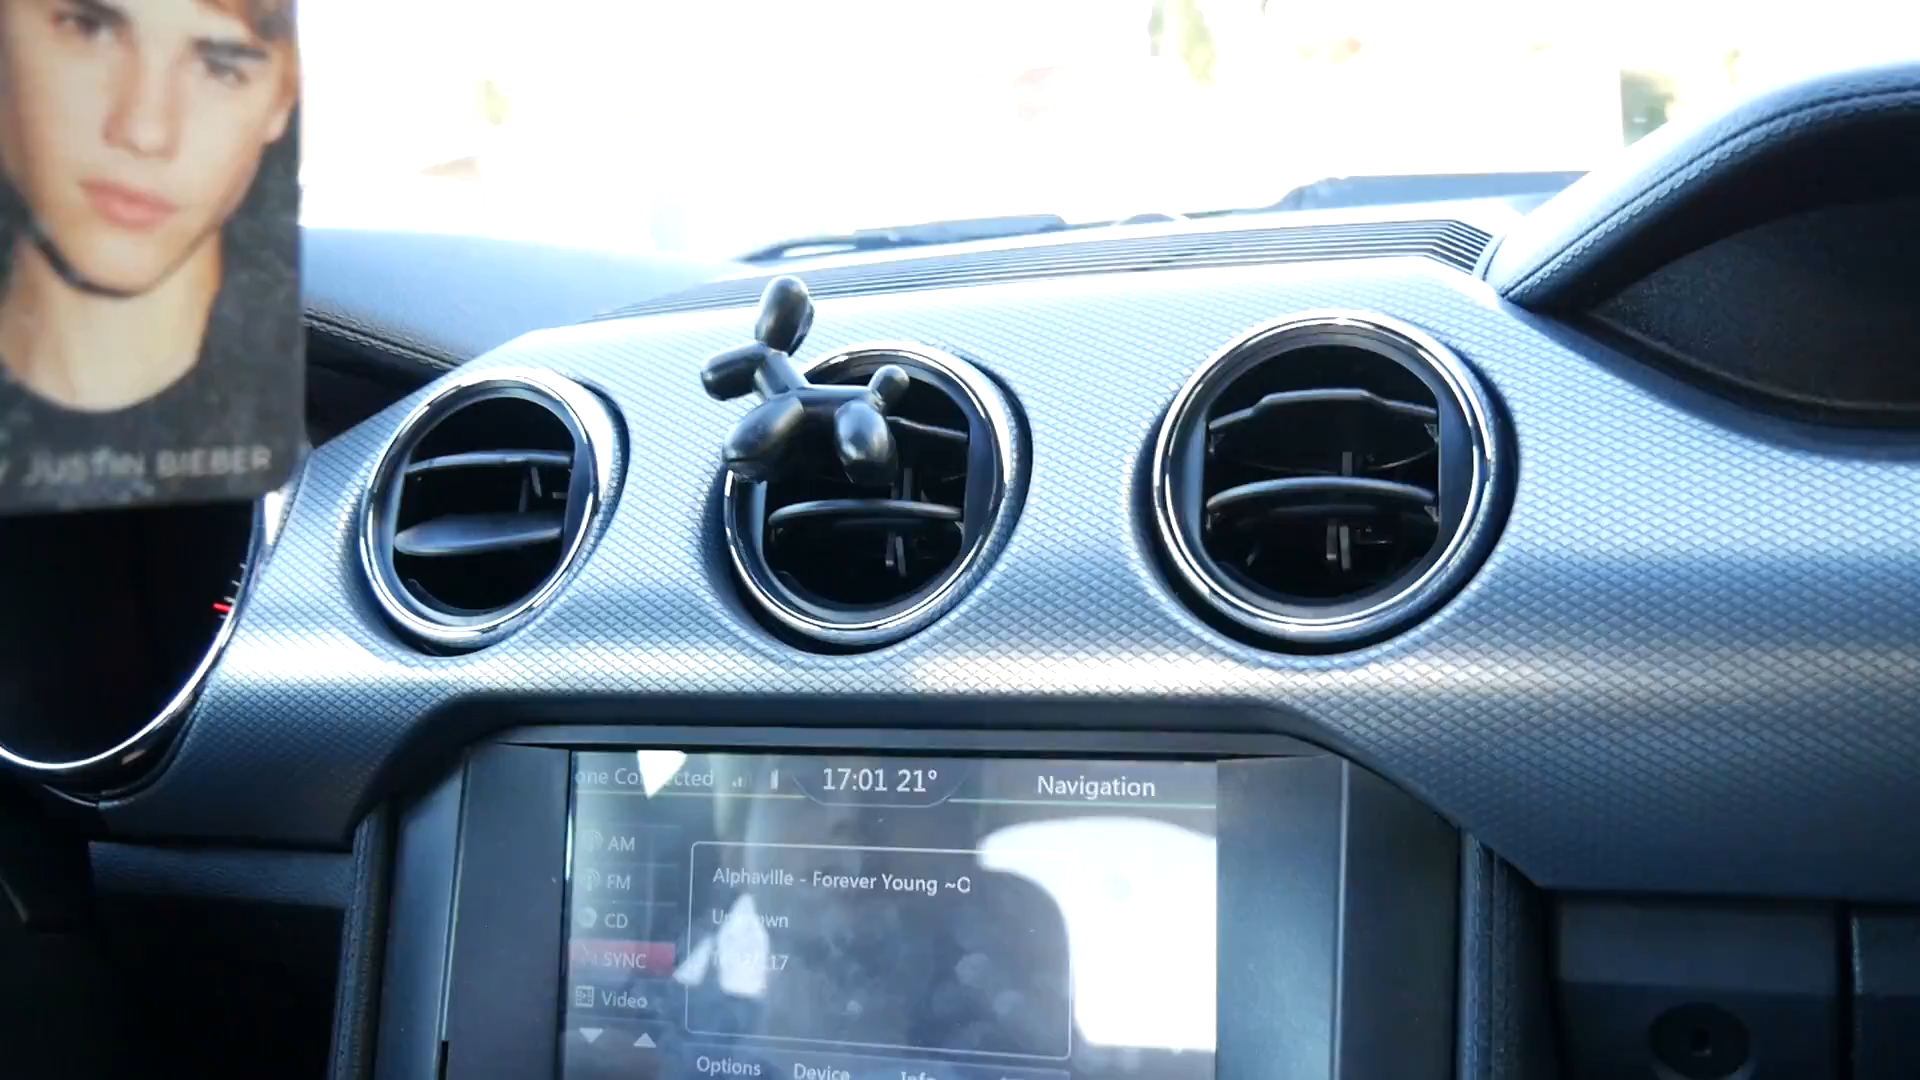 JUSTIN BIEBER
17:01 21°
Navigation
AM
Alphaville - Forever Young ~O
FM
CD
SYNC
Video
Options
Device